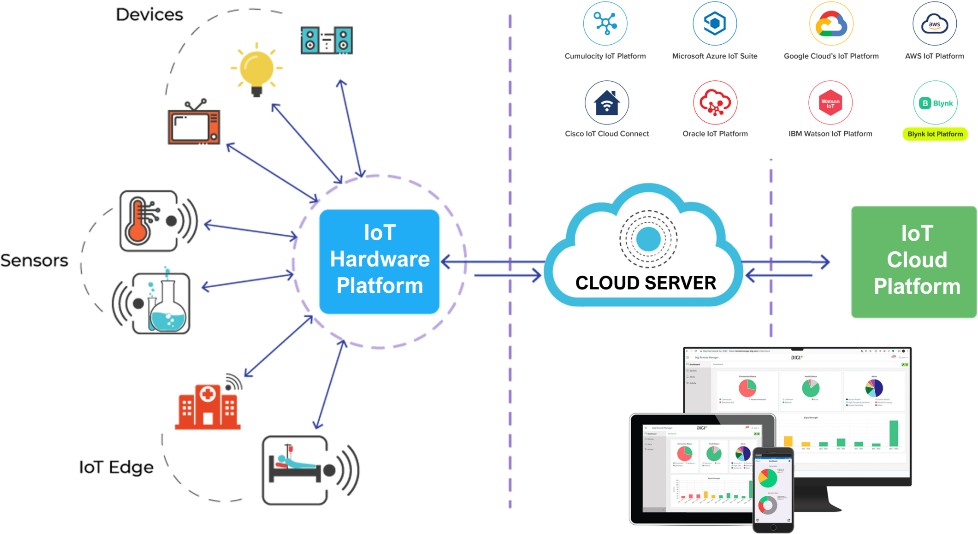 Devices
Cumulocity IoT Platform
Microsoft Azure IoT Suite
Google Cloud's IoT Platform
aws
AWS IoT Platform
Cisco IoT Cloud Connect
Oracle IoT Platform
Watson
IoT
IBM Watson IoT Platform
B Blynk
Blynk Iot Platform
Sensors
IoT
Hardware
Platform
CLOUD SERVER
IoT
Cloud
Platform
IoT Edge
DIGI
DIGI